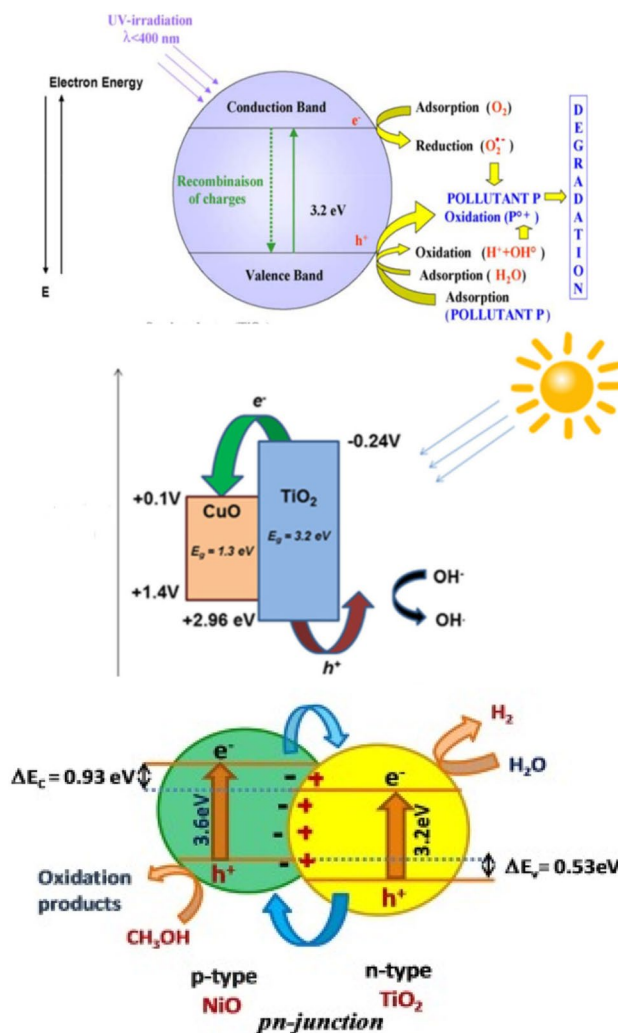 UV-irradiation
λ<400 nm
Electron Energy
E
Conduction Band
e-
Recombinaison
of charges
3.2 eV
h+
Valence Band
Adsorption (O2)
Reduction (O2•-)
POLLUTANT P
Oxidation (P°+)
Oxidation (H++OH°)
Adsorption (H2O)
Adsorption
(POLLUTANT P)
DEGRADATION
e-
-0.24V
+0.1V
CuO
TiO2
Eg = 1.3 eV
Eg = 3.2 eV
+1.4V
+2.96 eV
h+
OH-
OH·
H2
H2O
e-
e-
ΔEC = 0.93 eV
3.6eV
3.2eV
- +
- +
- +
- +
h+
h+
ΔEv = 0.53eV
Oxidation
products
CH3OH
p-type
NiO
n-type
TiO2
pn-junction